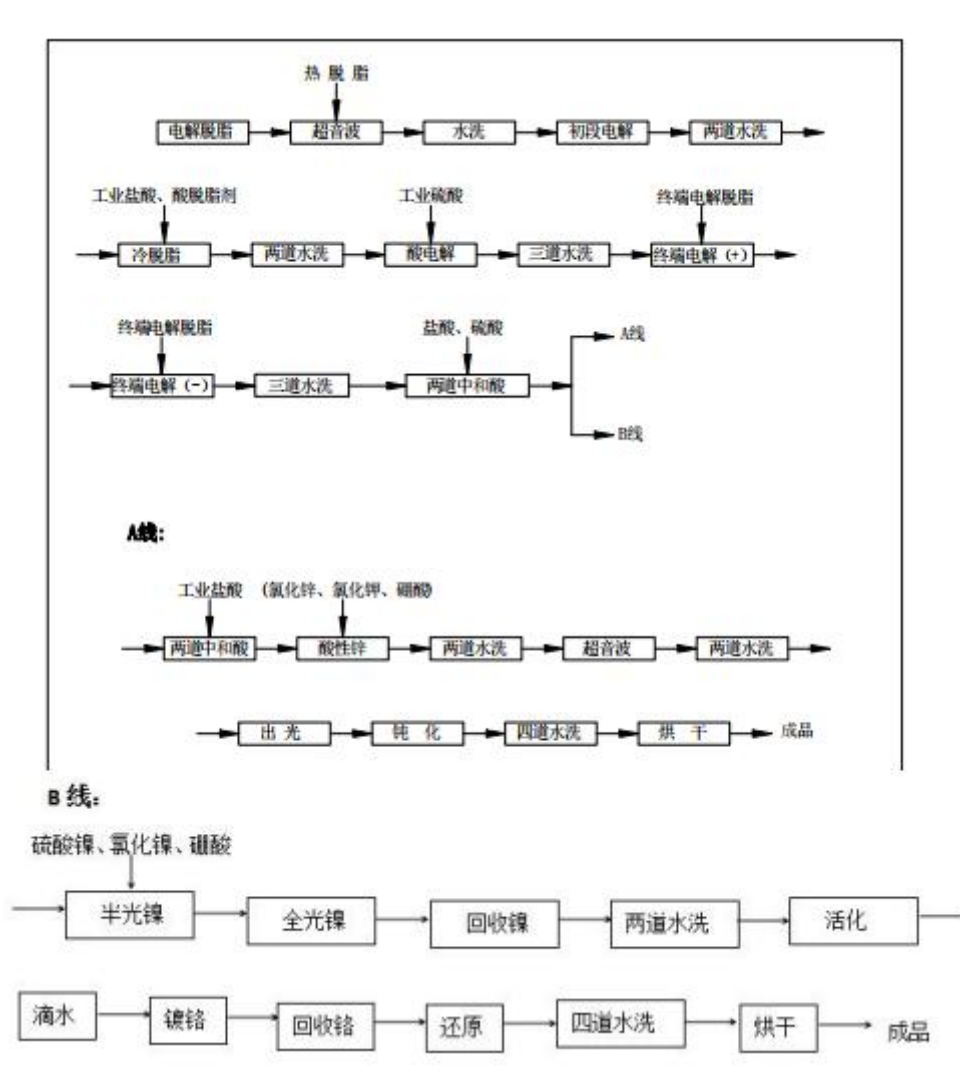 热 脱 脂
电解脱脂 超音波 水洗 初段电解 两道水洗
工业盐酸、酸脱脂剂 工业硫酸 终端电解脱脂
冷脱脂 两道水洗 酸电解 三道水洗 终端电解（+）
终端电解脱脂 盐酸、硫酸
A线
终端电解（-） 三道水洗 两道中和酸
B线
A线:
工业盐酸 （氯化锌、氯化钾、硼酸）
两道中和酸 酸性锌 两道水洗 超音波 两道水洗
出 光 钝 化 四道水洗 烘 干 成品
B 线：
硫酸镍、氯化镍、硼酸
半光镍 全光镍 回收镍 两道水洗 活化
滴水 镀铬 回收铬 还原 四道水洗 烘干 成品